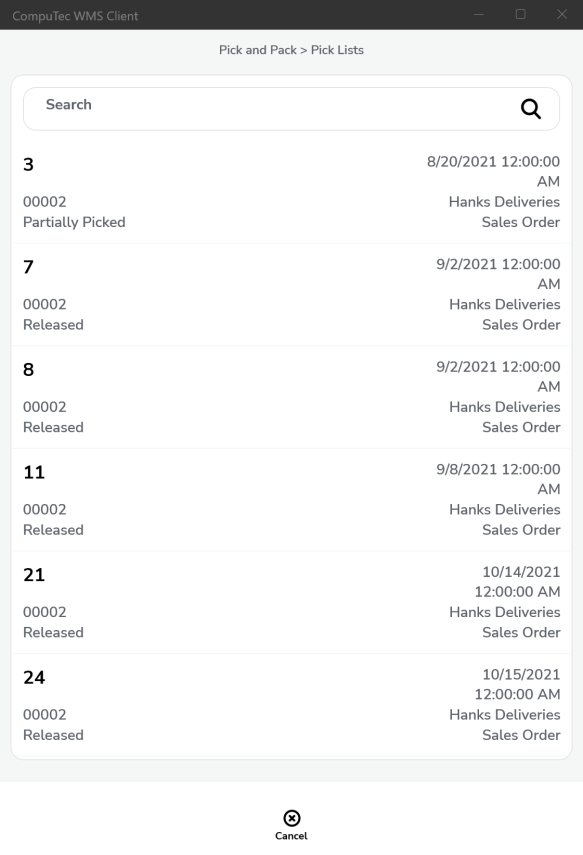 CompuTec WMS Client
Pick and Pack > Pick Lists
Search
3
8/20/2021 12:00:00
AM
00002
Hanks Deliveries
Partially Picked
Sales Order
7
9/2/2021 12:00:00
AM
00002
Hanks Deliveries
Released
Sales Order
8
9/2/2021 12:00:00
AM
00002
Hanks Deliveries
Released
Sales Order
11
9/8/2021 12:00:00
AM
00002
Hanks Deliveries
Released
Sales Order
21
10/14/2021
12:00:00 AM
00002
Hanks Deliveries
Released
Sales Order
24
10/15/2021
12:00:00 AM
00002
Hanks Deliveries
Released
Sales Order
Cancel